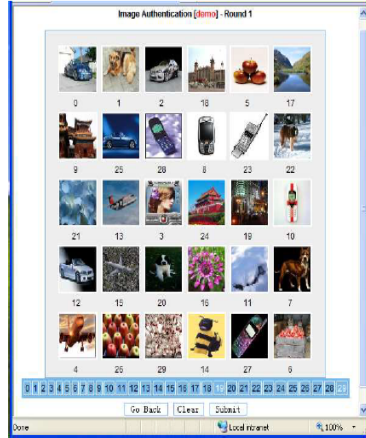 Image Authentication [demo] - Round 1
0 1 2 18 5 17
9 25 28 8 23 22
21 13 3 24 19 10
12 15 20 16 11 7
4 26 29 14 27 6
0 1 2 3 4 5 6 7 8 9 10 11 12 13 14 15 16 17 18 19 20 21 22 23 24 25 26 27 28 29
Go Back Clear Submit
Done Local intranet 100%